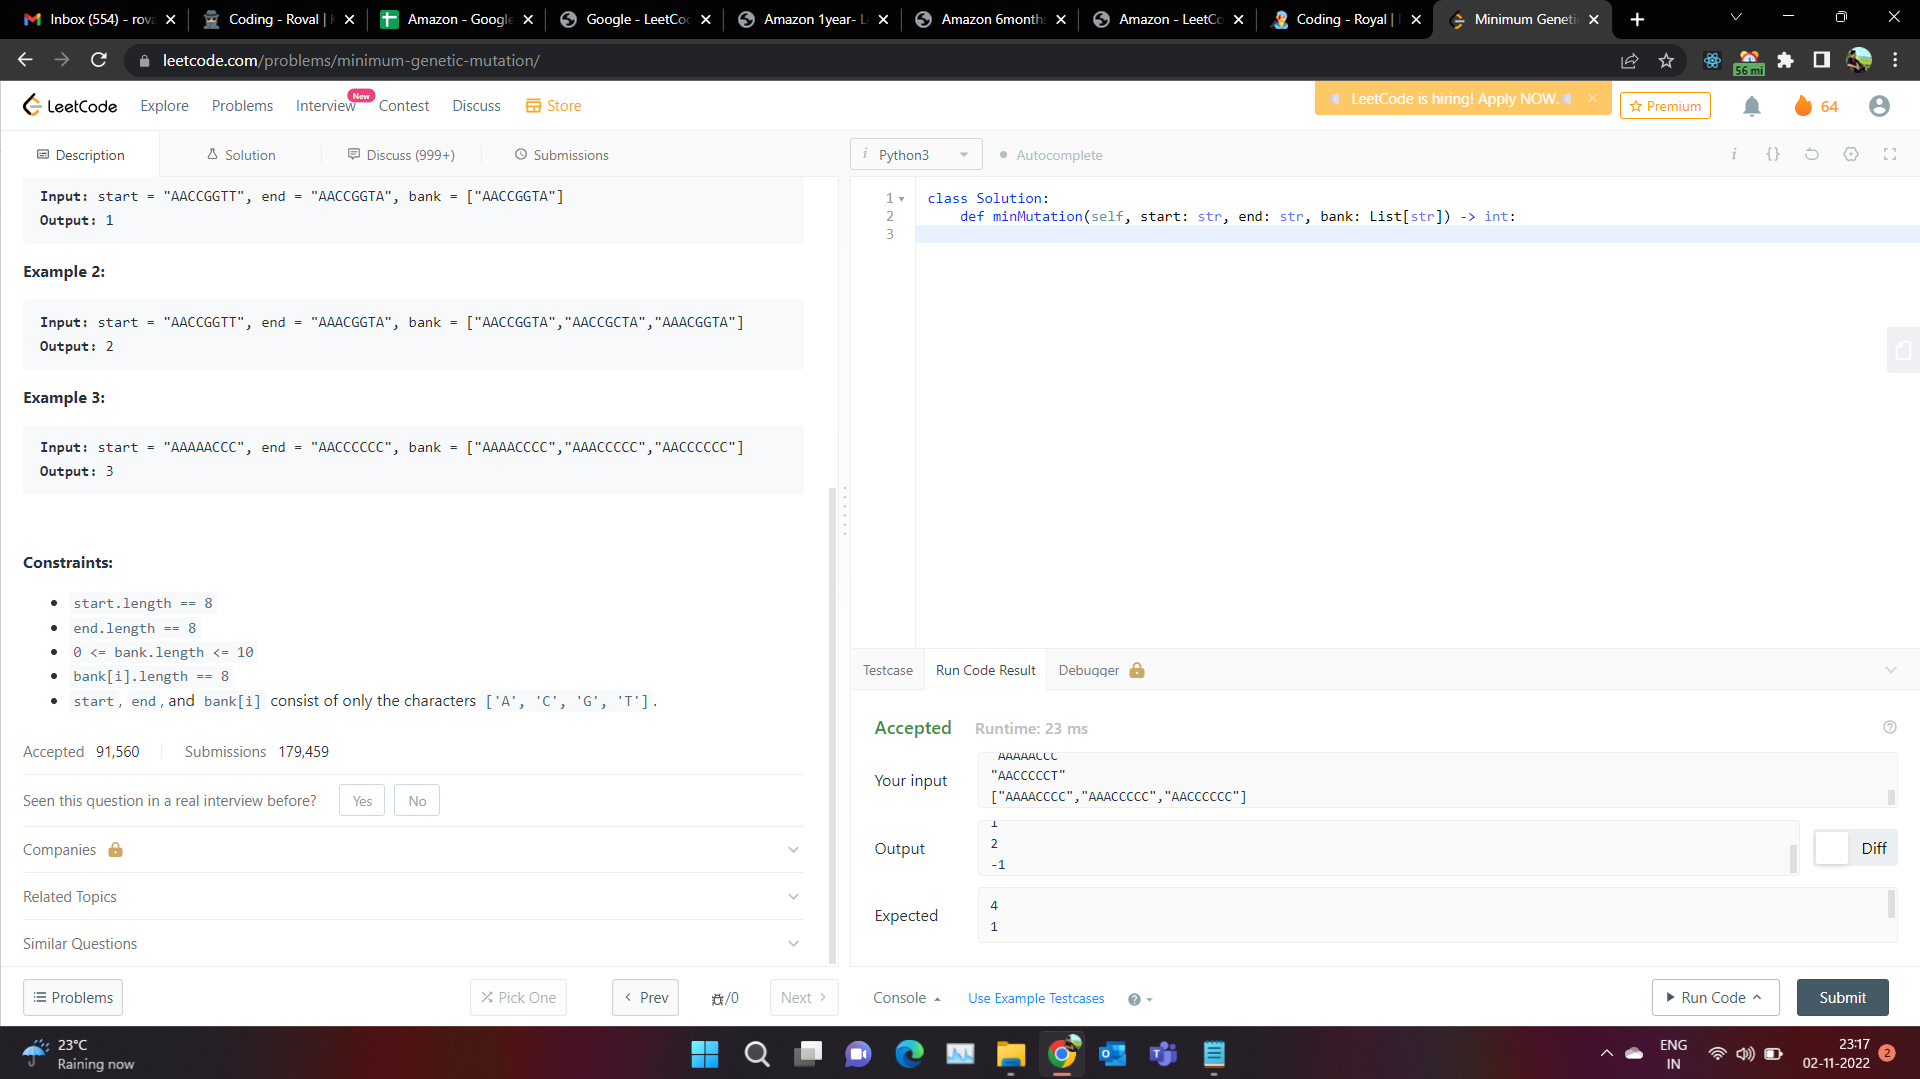 Inbox (554) - rova
Coding - Roval |
Amazon - Google
Google - LeetCo
Amazon 1year- L
Amazon 6month
Amazon - LeetCo
Coding - Royal |
Minimum Geneti
leetcode.com/problems/minimum-genetic-mutation/
56 mi
LeetCode
Explore
Problems
Interview
New
Contest
Discuss
Store
LeetCode is hiring! Apply NOW.
Premium
64
Description
Solution
Discuss (999+)
Submissions
Input: start = "AACCGGTT", end = "AACCGGTA", bank = ["AACCGGTA"]
Output: 1
Example 2:
Input: start = "AACCGGTT", end = "AAACGGTA", bank = ["AACCGGTA","AACCGCTA","AAACGGTA"]
Output: 2
Example 3:
Input: start = "AAAAACCC", end = "AACCCCCC", bank = ["AAAACCCC","AAACCCCC","AACCCCCC"]
Output: 3
Constraints:
start.length == 8
end.length == 8
0 <= bank.length <= 10
bank[i].length == 8
start, end, and bank[i] consist of only the characters ['A', 'C', 'G', 'T'].
Accepted 91,560 Submissions 179,459
Seen this question in a real interview before? Yes No
Companies
Related Topics
Similar Questions
Problems
Pick One
Prev
/0
Next
i Python3
Autocomplete
i {}
1 class Solution:
2 def minMutation(self, start: str, end: str, bank: List[str]) -> int:
3
Testcase
Run Code Result
Debugger
Accepted Runtime: 23 ms
Your input
"AAAAACCC"
"AACCCCCT"
["AAAACCCC","AAACCCCC","AACCCCCC"]
Output
1
2
-1
Diff
Expected
4
1
Console
Use Example Testcases
Run Code
Submit
23°C
Raining now
ENG
IN
23:17
02-11-2022
2